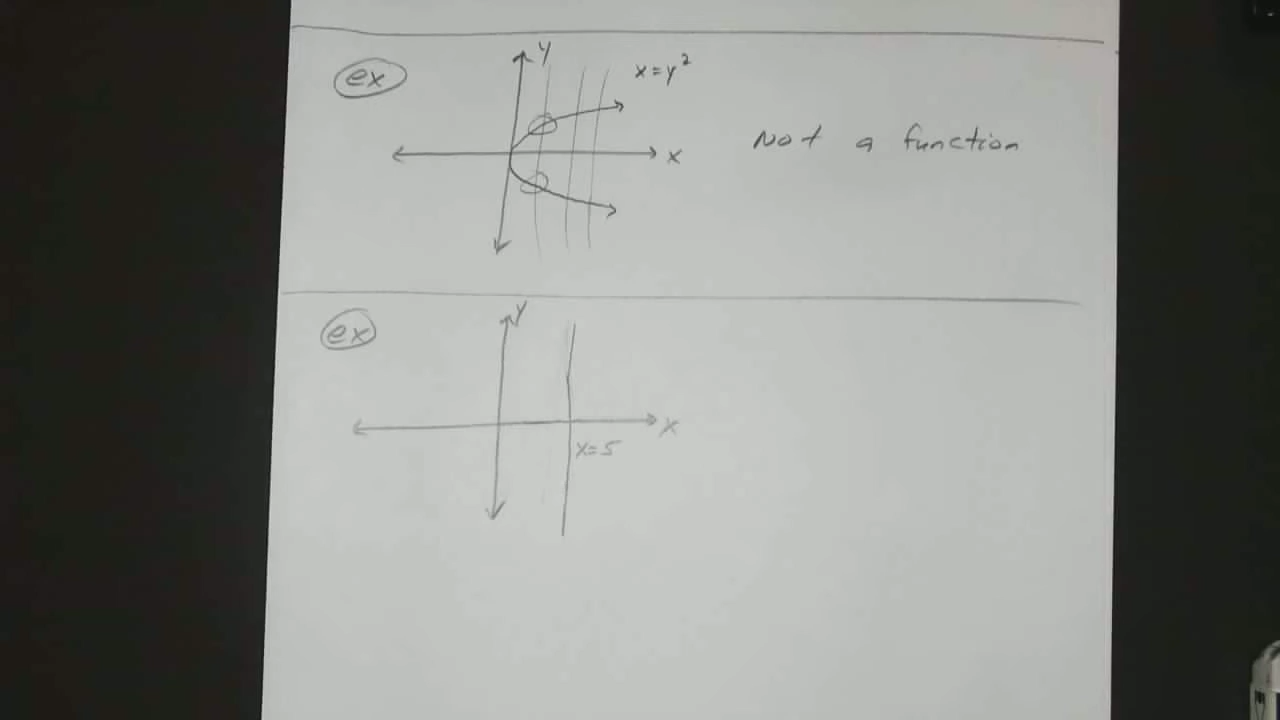 ex
y
x = y²
x
Not a function
ex
y
x
x = 5